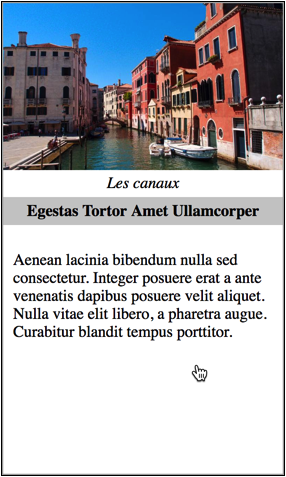 Les canaux
Egestas Tortor Amet Ullamcorper
Aenean lacinia bibendum nulla sed
consectetur. Integer posuere erat a ante
venenatis dapibus posuere velit aliquet.
Nulla vitae elit libero, a pharetra augue.
Curabitur blandit tempus porttitor.